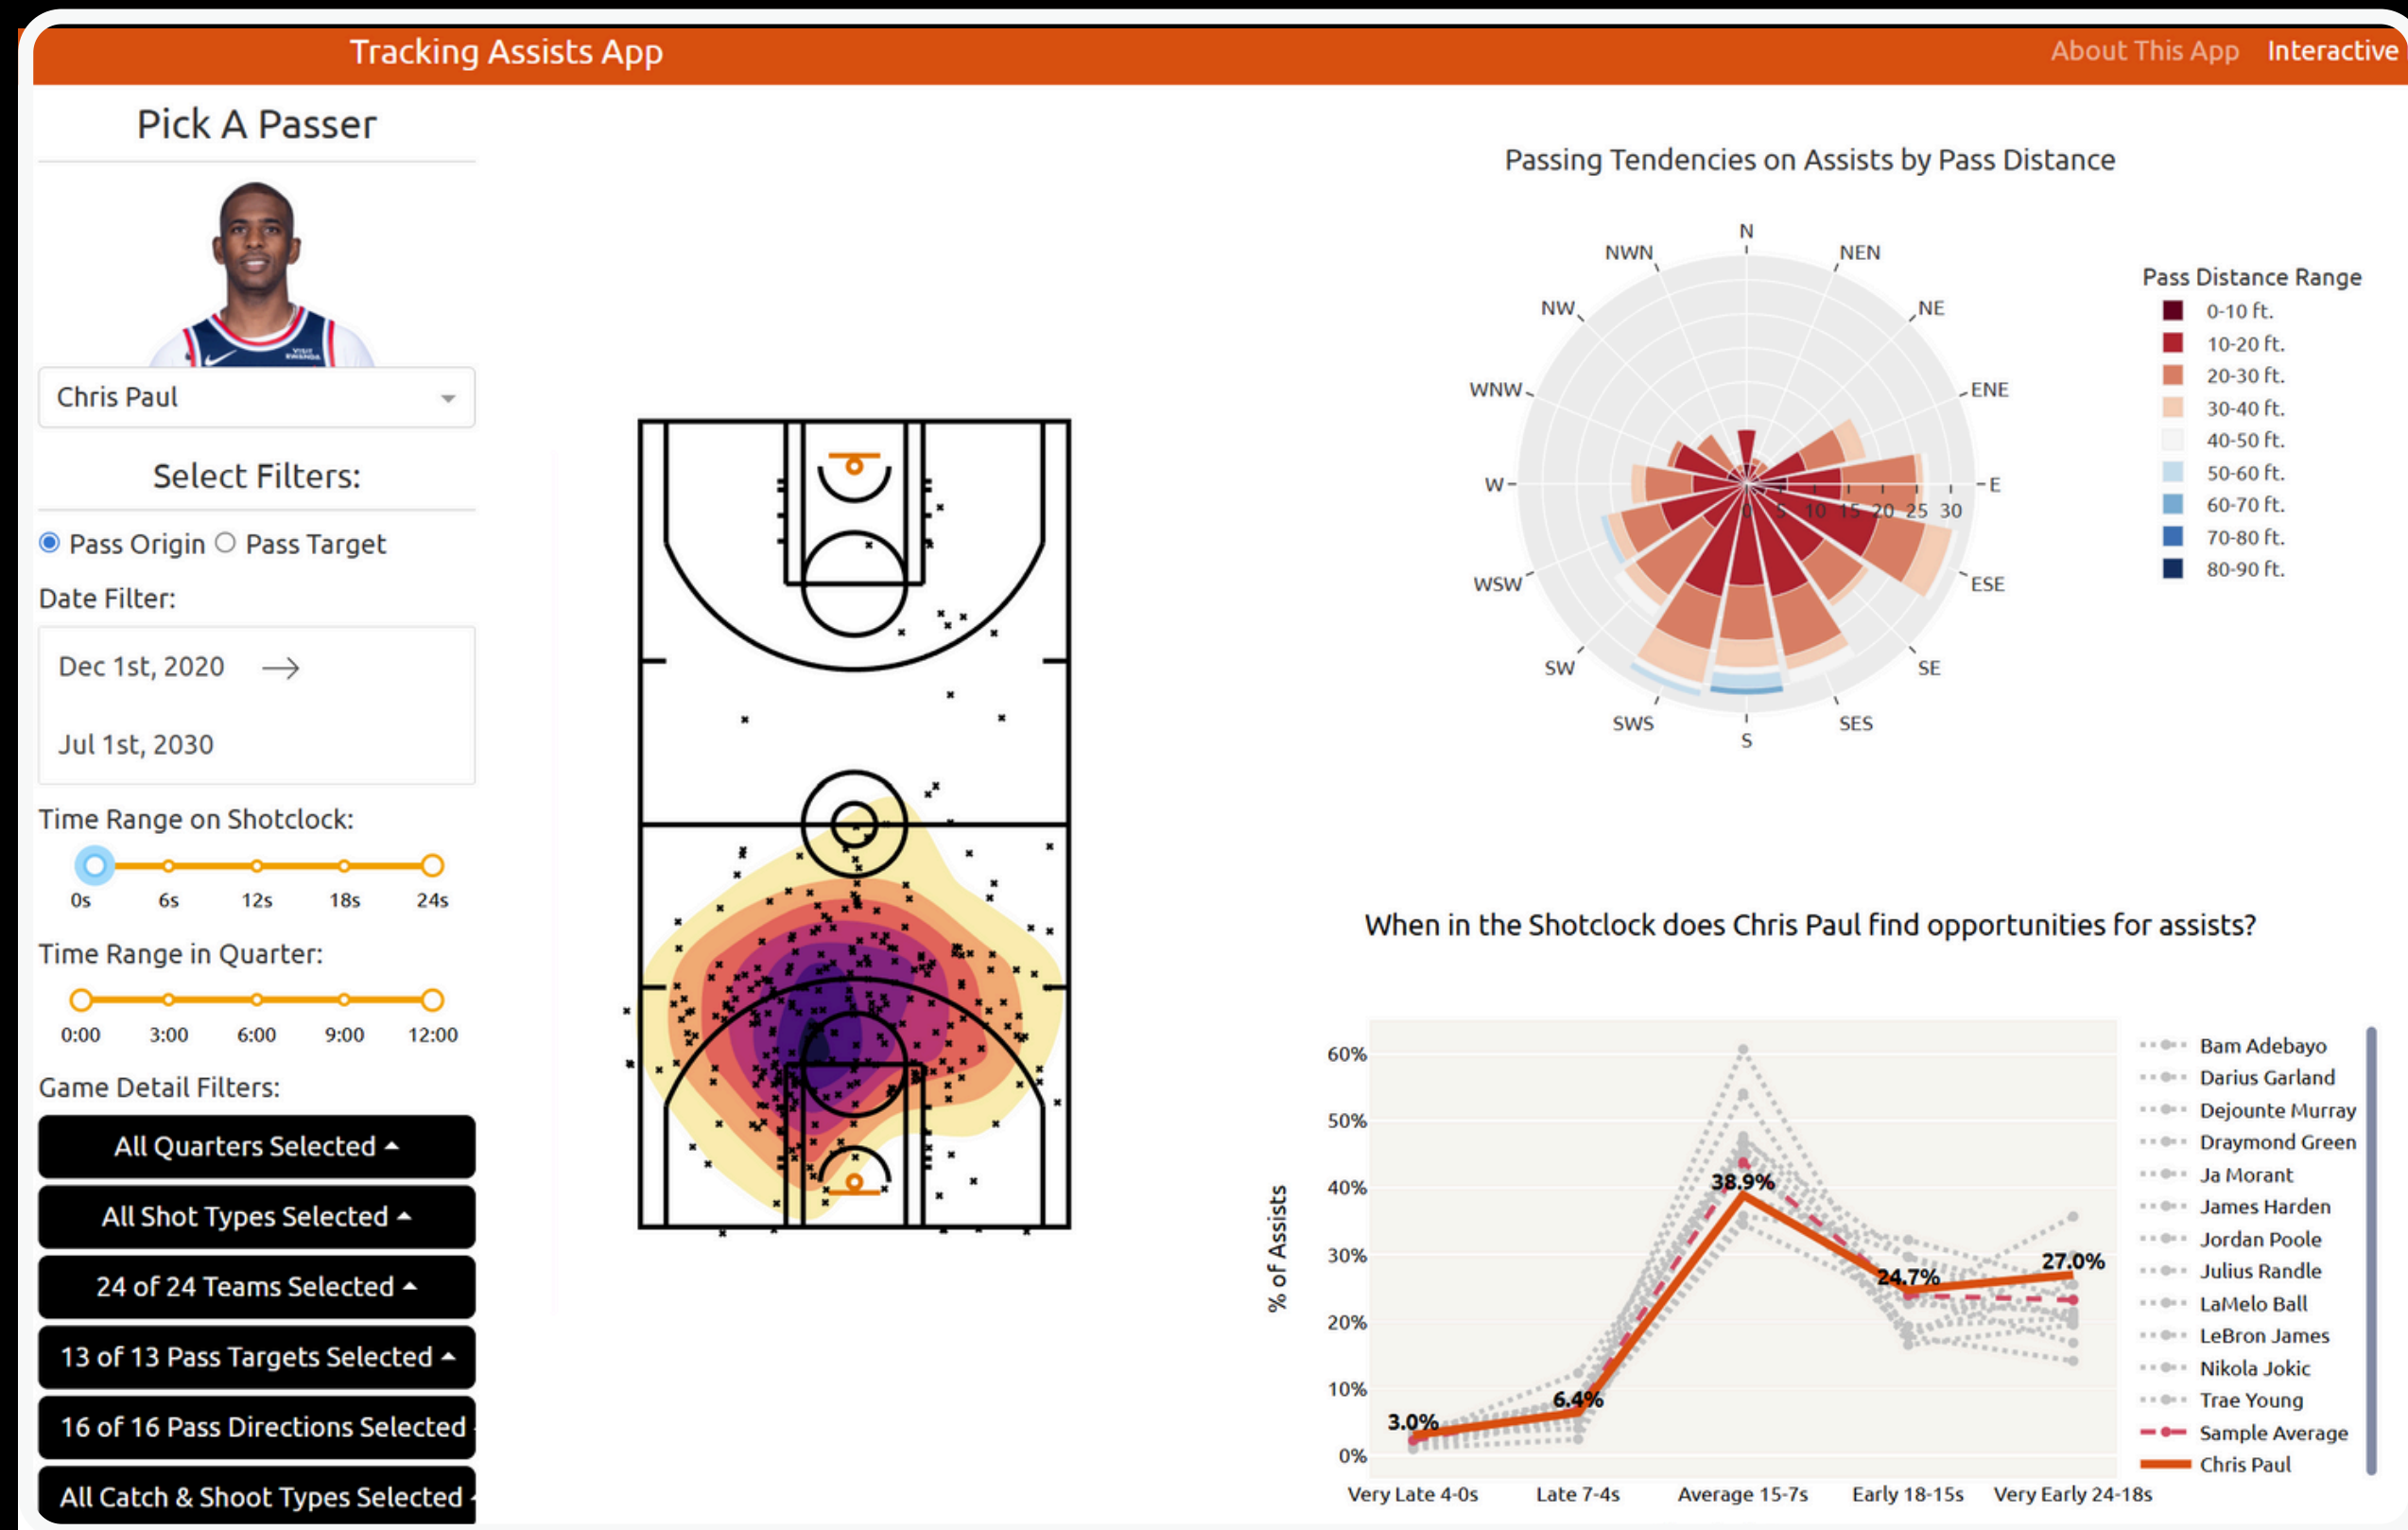 Tracking Assists App
About This App
Interactive
Pick A Passer
VISIT
RWANDA
Chris Paul
Select Filters:
Pass Origin
Pass Target
Date Filter:
Dec 1st, 2020 →
Jul 1st, 2030
Time Range on Shotclock:
0s 6s 12s 18s 24s
Time Range in Quarter:
0:00 3:00 6:00 9:00 12:00
Game Detail Filters:
All Quarters Selected
All Shot Types Selected
24 of 24 Teams Selected
13 of 13 Pass Targets Selected
16 of 16 Pass Directions Selected
All Catch & Shoot Types Selected
Passing Tendencies on Assists by Pass Distance
N
NWN NEN
NW NE
WNW ENE
W E
0 5 10 15 20 25 30
WSW ESE
SW SE
SWS SES
S
Pass Distance Range
0-10 ft.
10-20 ft.
20-30 ft.
30-40 ft.
40-50 ft.
50-60 ft.
60-70 ft.
70-80 ft.
80-90 ft.
When in the Shotclock does Chris Paul find opportunities for assists?
% of Assists
60%
50%
40%
30%
20%
10%
0%
3.0%
6.4%
38.9%
24.7%
27.0%
Very Late 4-0s Late 7-4s Average 15-7s Early 18-15s Very Early 24-18s
Bam Adebayo
Darius Garland
Dejounte Murray
Draymond Green
Ja Morant
James Harden
Jordan Poole
Julius Randle
LaMelo Ball
LeBron James
Nikola Jokic
Trae Young
Sample Average
Chris Paul